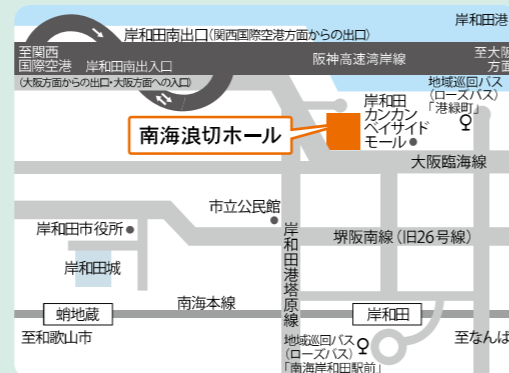 岸和田港
岸和田南出口(関西国際空港方面からの出口)
至関西
国際空港
岸和田南出入口
(大阪方面からの出口・大阪方面への入口)
阪神高速湾岸線
至大阪
方面
地域巡回バス
(ローズバス)
「港緑町」
岸和田
カンカン
ベイサイド
モール
南海浪切ホール
大阪臨海線
市立公民館
岸和田市役所
岸和田城
岸和田港塔原線
堺阪南線(旧26号線)
南海本線
蛸地蔵
岸和田
至和歌山市
至なんば
地域巡回バス
(ローズバス)
「南海岸和田駅前」